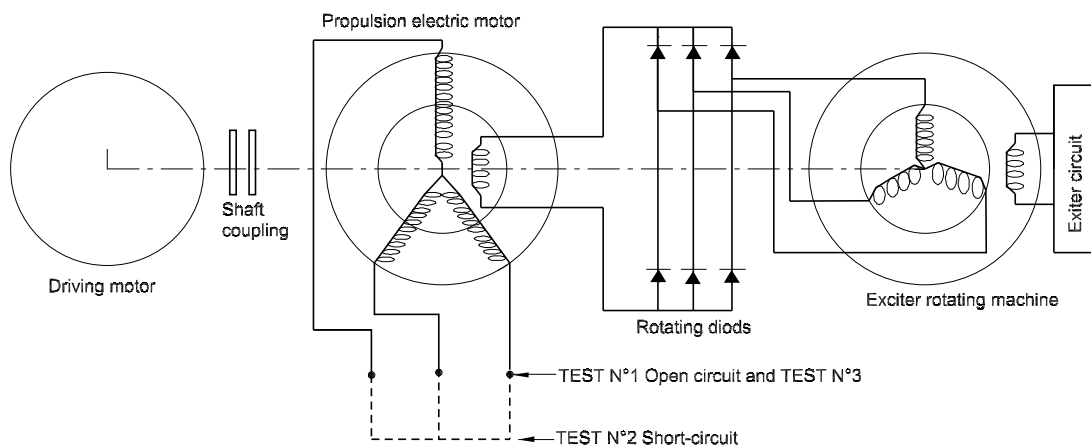 Propulsion electric motor
Shaft
coupling
Driving motor
Rotating diods
Exiter circuit
Exciter rotating machine
TEST N°1 Open circuit and TEST N°3
TEST N°2 Short-circuit